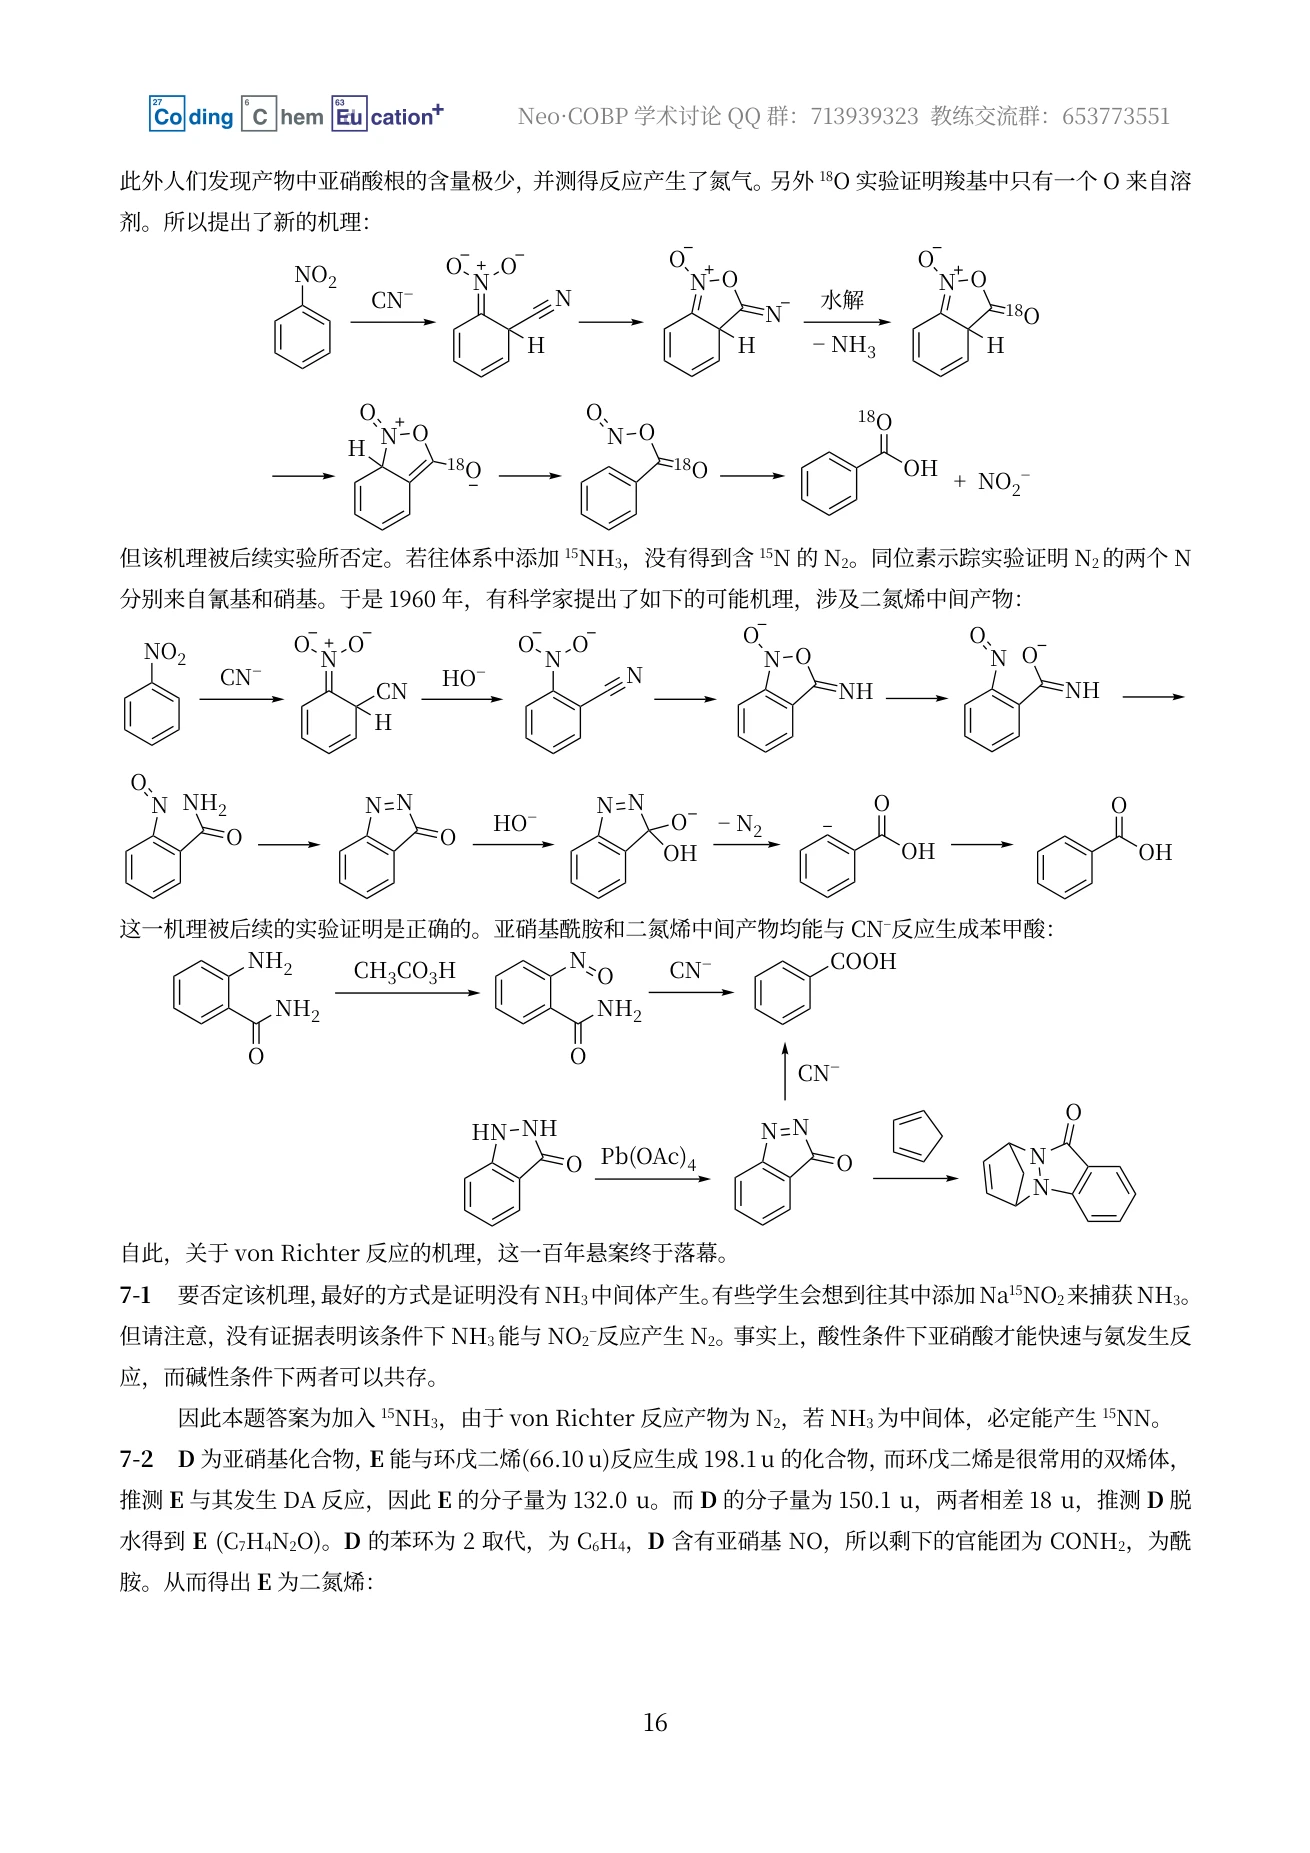 27 Co ding 6 C hem 63 Eu cation+ Neo·COBP 学术讨论 QQ 群：713939323 教练交流群：653773551
此外人们发现产物中亚硝酸根的含量极少，并测得反应产生了氮气。另外 ¹⁸O 实验证明羧基中只有一个 O 来自溶
剂。所以提出了新的机理：
NO₂ CN⁻ O⁻ N⁺ O⁻ N H O⁻ N⁺ O N⁻ H 水解 − NH₃ O⁻ N⁺ O ¹⁸O H
O N⁺ O H ¹⁸O⁻ O N O ¹⁸O ¹⁸O OH + NO₂⁻
但该机理被后续实验所否定。若往体系中添加 ¹⁵NH₃，没有得到含 ¹⁵N 的 N₂。同位素示踪实验证明 N₂的两个 N
分别来自氰基和硝基。于是 1960 年，有科学家提出了如下的可能机理，涉及二氮烯中间产物：
NO₂ CN⁻ O⁻ N⁺ O⁻ CN H HO⁻ O⁻ N O⁻ N O⁻ N O NH O N O⁻ NH
O N NH₂ O N=N O HO⁻ N=N O⁻ OH − N₂ − O OH O OH
这一机理被后续的实验证明是正确的。亚硝基酰胺和二氮烯中间产物均能与 CN⁻反应生成苯甲酸：
NH₂ NH₂ O CH₃CO₃H N O NH₂ O CN⁻ COOH
CN⁻
HN-NH O Pb(OAc)₄ N=N O O N N
自此，关于 von Richter 反应的机理，这一百年悬案终于落幕。
7-1 要否定该机理，最好的方式是证明没有 NH₃中间体产生。有些学生会想到往其中添加 Na¹⁵NO₂来捕获 NH₃。
但请注意，没有证据表明该条件下 NH₃能与 NO₂⁻反应产生 N₂。事实上，酸性条件下亚硝酸才能快速与氨发生反
应，而碱性条件下两者可以共存。
因此本题答案为加入 ¹⁵NH₃，由于 von Richter 反应产物为 N₂，若 NH₃为中间体，必定能产生 ¹⁵NN。
7-2 D 为亚硝基化合物，E 能与环戊二烯(66.10 u)反应生成 198.1 u 的化合物，而环戊二烯是很常用的双烯体，
推测 E 与其发生 DA 反应，因此 E 的分子量为 132.0 u。而 D 的分子量为 150.1 u，两者相差 18 u，推测 D 脱
水得到 E (C₇H₄N₂O)。D 的苯环为 2 取代，为 C₆H₄，D 含有亚硝基 NO，所以剩下的官能团为 CONH₂，为酰
胺。从而得出 E 为二氮烯：
16